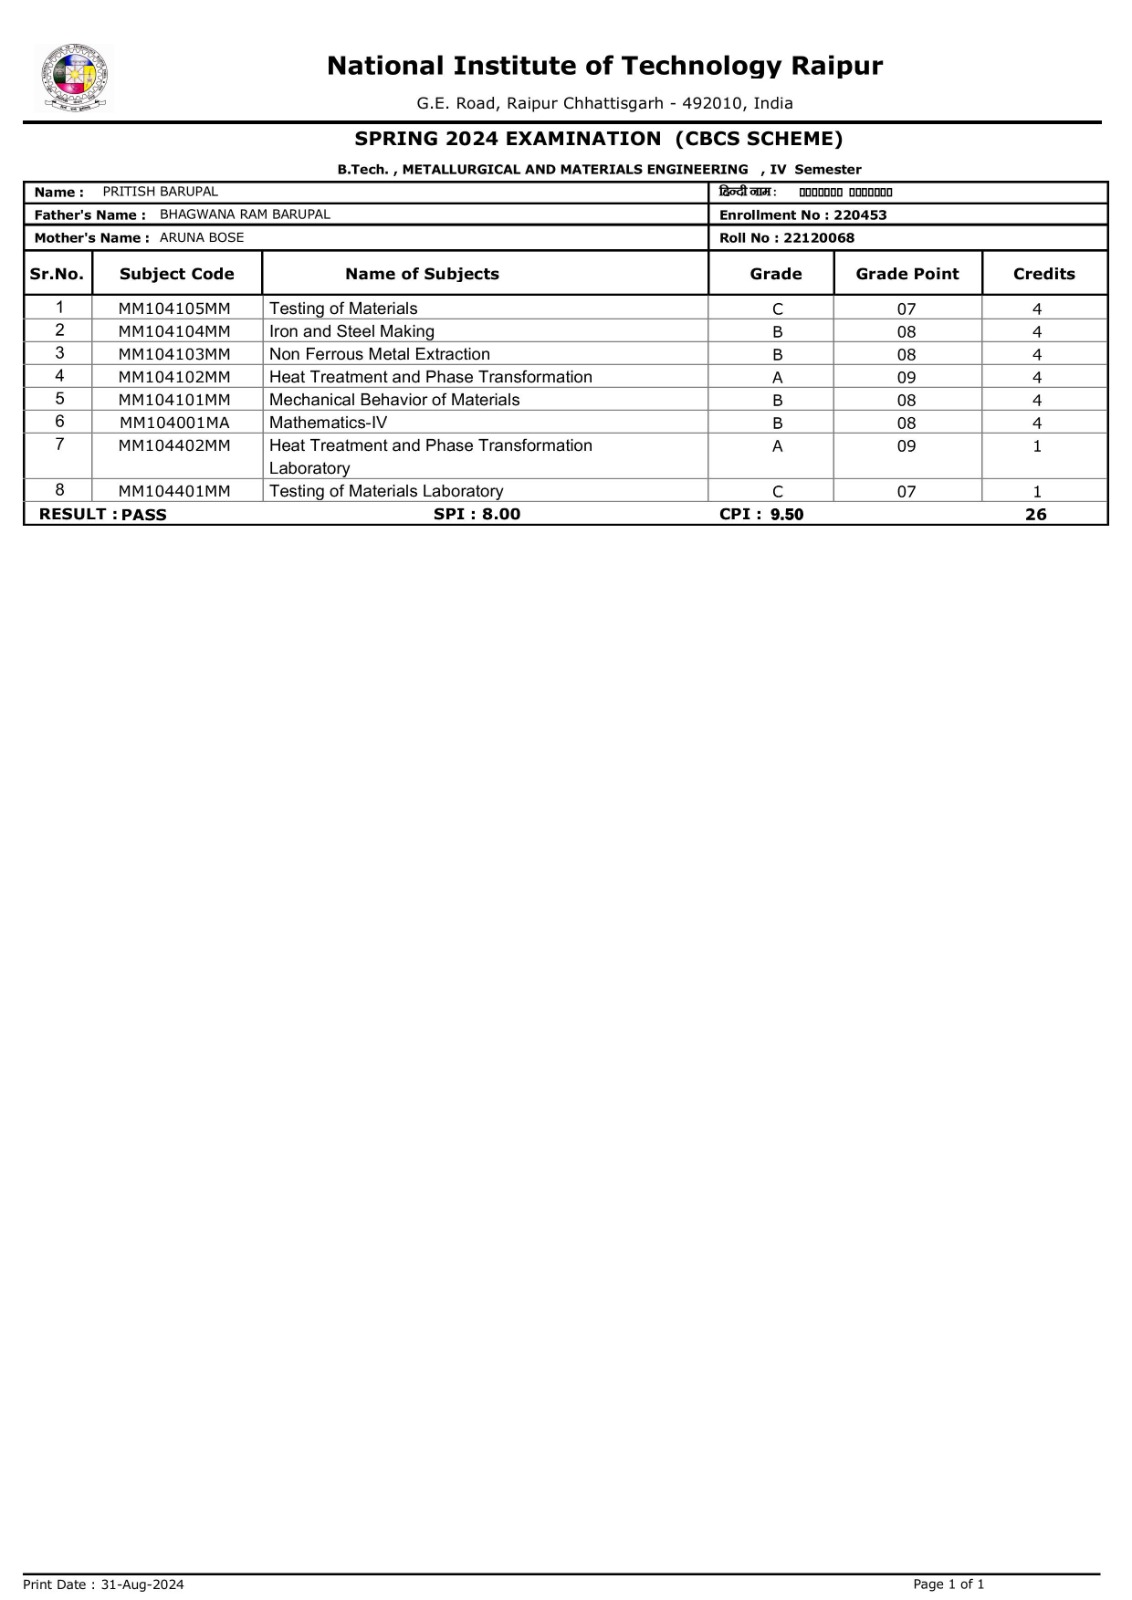 National Institute of Technology Raipur
G.E. Road, Raipur Chhattisgarh - 492010, India
SPRING 2024 EXAMINATION (CBCS SCHEME)
B.Tech. , METALLURGICAL AND MATERIALS ENGINEERING , IV Semester
Name : PRITISH BARUPAL हिन्दी नाम :
Father's Name : BHAGWANA RAM BARUPAL Enrollment No : 220453
Mother's Name : ARUNA BOSE Roll No : 22120068
Sr.No. Subject Code Name of Subjects Grade Grade Point Credits
1 MM104105MM Testing of Materials C 07 4
2 MM104104MM Iron and Steel Making B 08 4
3 MM104103MM Non Ferrous Metal Extraction B 08 4
4 MM104102MM Heat Treatment and Phase Transformation A 09 4
5 MM104101MM Mechanical Behavior of Materials B 08 4
6 MM104001MA Mathematics-IV B 08 4
7 MM104402MM Heat Treatment and Phase Transformation A 09 1
Laboratory
8 MM104401MM Testing of Materials Laboratory C 07 1
RESULT : PASS SPI : 8.00 CPI : 9.50 26
Print Date : 31-Aug-2024 Page 1 of 1